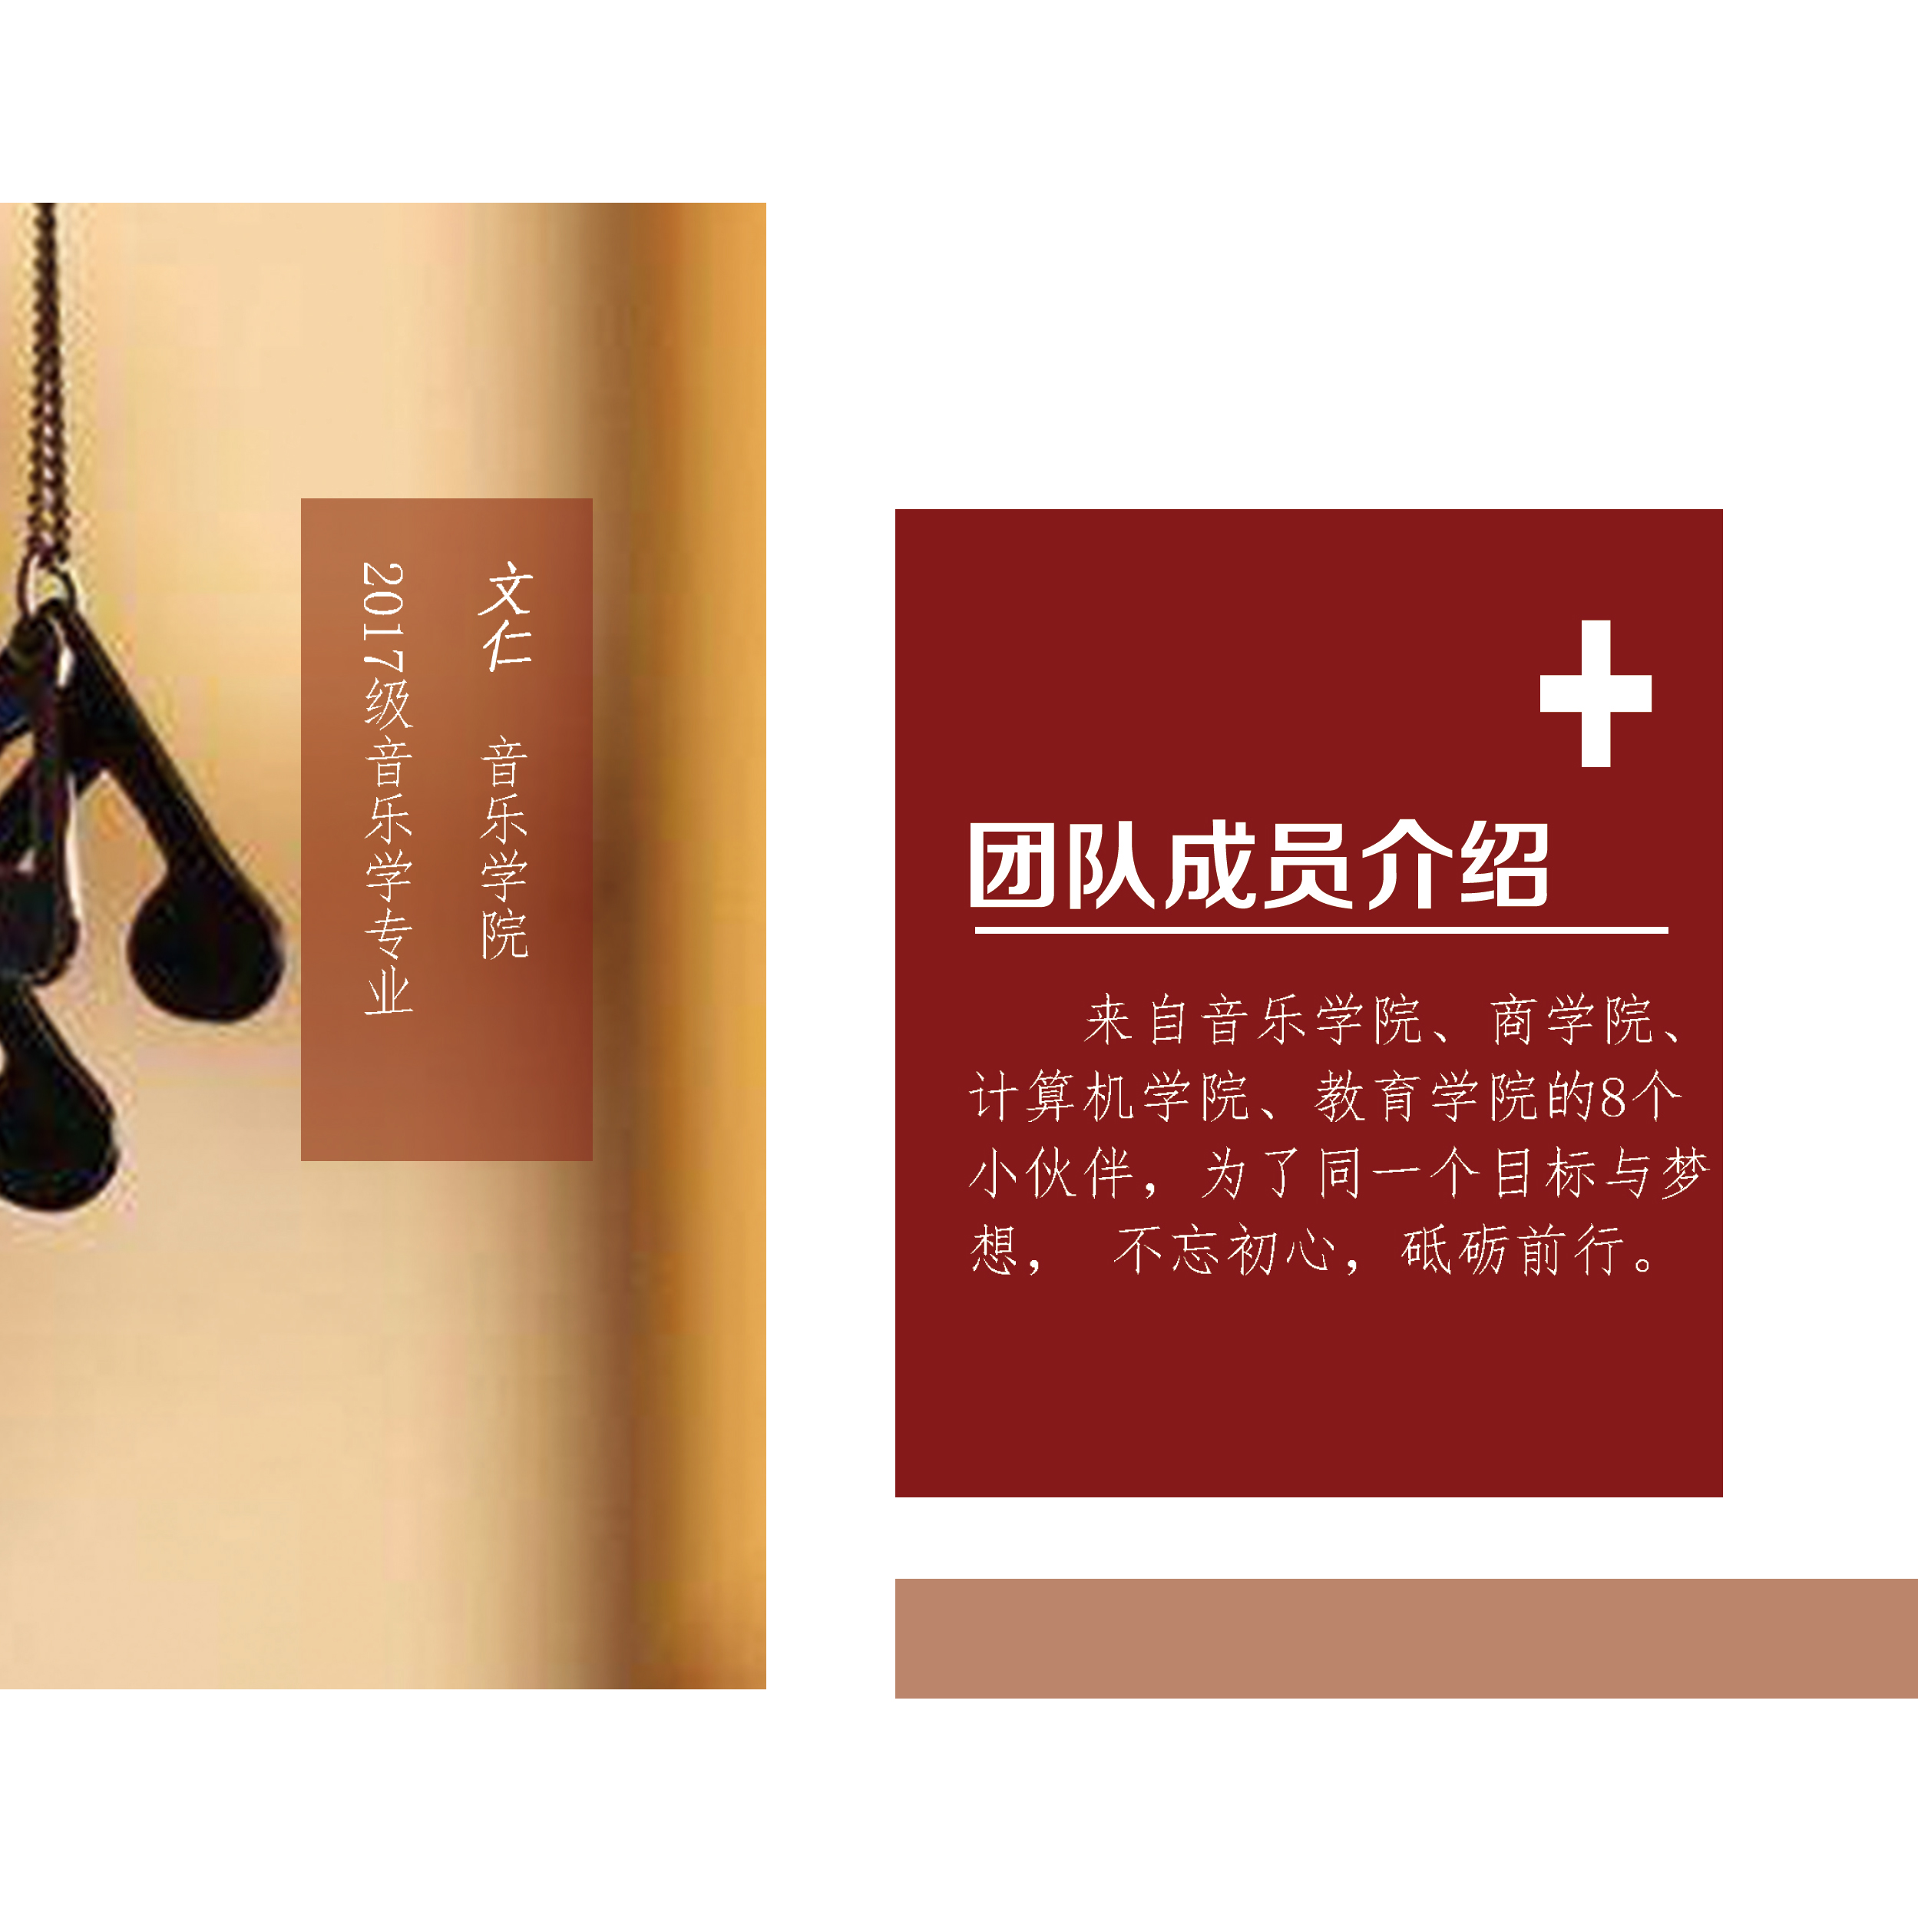 文仁 音乐学院
2017级音乐学专业
团队成员介绍
来自音乐学院、商学院、
计算机学院、教育学院的8个
小伙伴，为了同一个目标与梦
想， 不忘初心，砥砺前行。